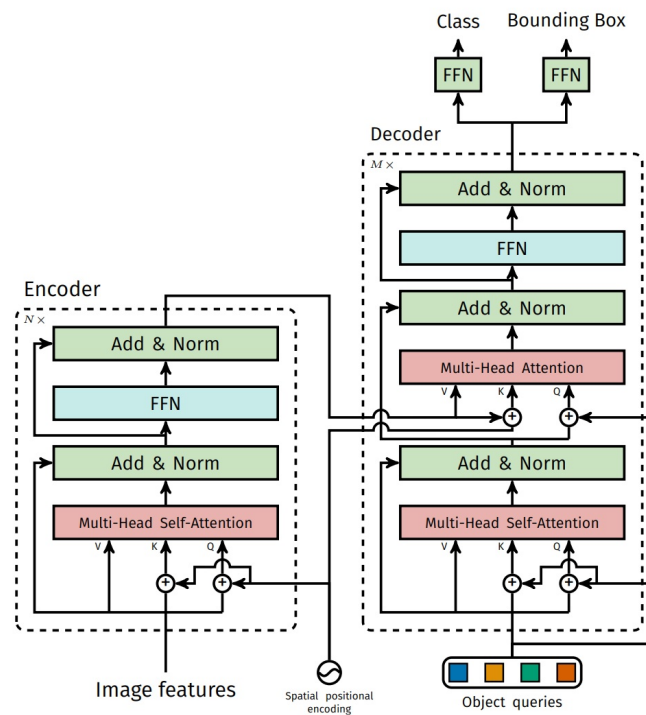 Class
Bounding Box
FFN
FFN
Decoder
M×
Add & Norm
FFN
Add & Norm
Multi-Head Attention
V
K
Q
Add & Norm
Multi-Head Self-Attention
V
K
Q
Encoder
N×
Add & Norm
FFN
Add & Norm
Multi-Head Self-Attention
V
K
Q
Image features
Spatial positional
encoding
Object queries